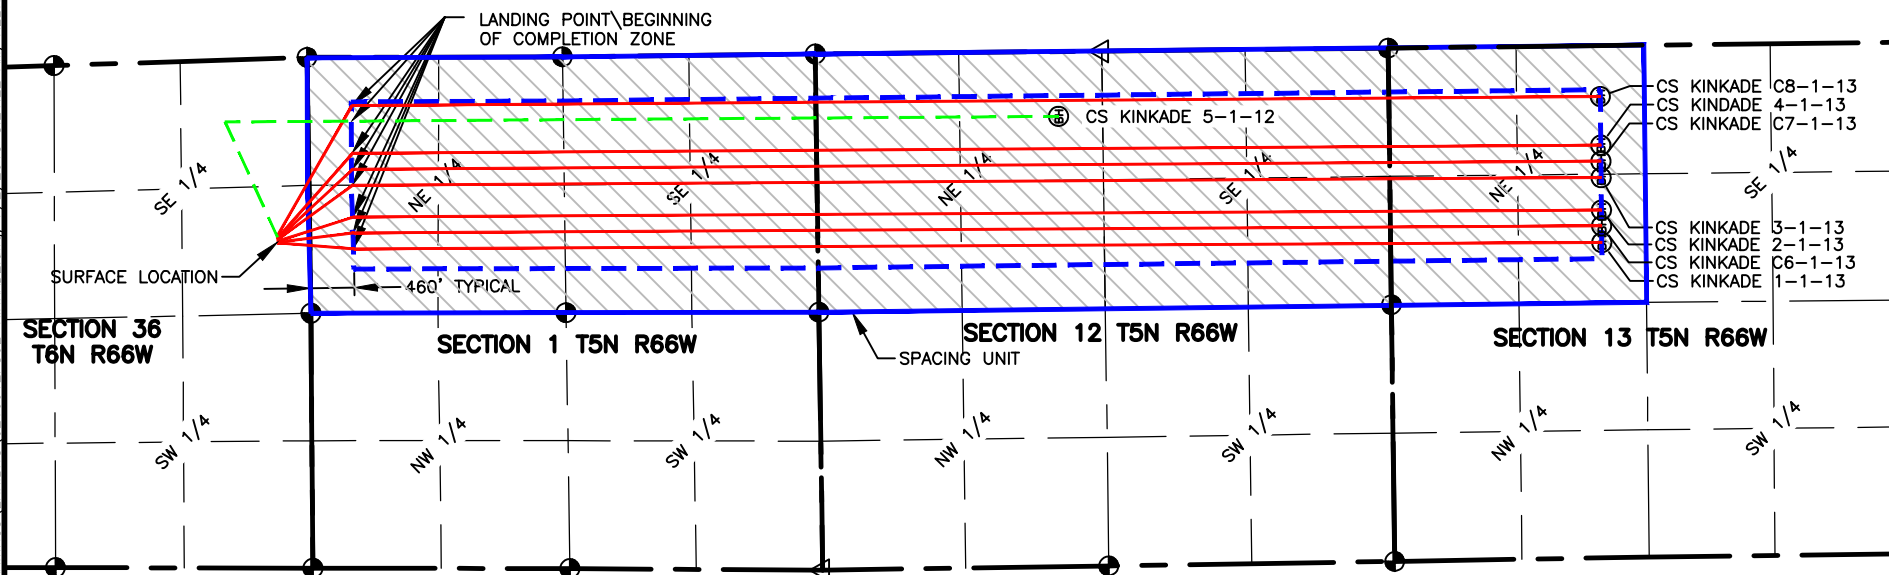 LANDING POINT\BEGINNING
OF COMPLETION ZONE
CS KINKADE C8-1-13
CS KINDADE 4-1-13
CS KINKADE C7-1-13
BH
CS KINKADE 5-1-12
SE 1/4
NE 1/4
SE 1/4
NE 1/4
SE 1/4
NE 1/4
SE 1/4
CS KINKADE 3-1-13
CS KINKADE 2-1-13
CS KINKADE C6-1-13
CS KINKADE 1-1-13
SURFACE LOCATION
460' TYPICAL
SECTION 36
T6N R66W
SECTION 1 T5N R66W
SECTION 12 T5N R66W
SECTION 13 T5N R66W
SPACING UNIT
SW 1/4
NW 1/4
SW 1/4
NW 1/4
SW 1/4
NW 1/4
SW 1/4